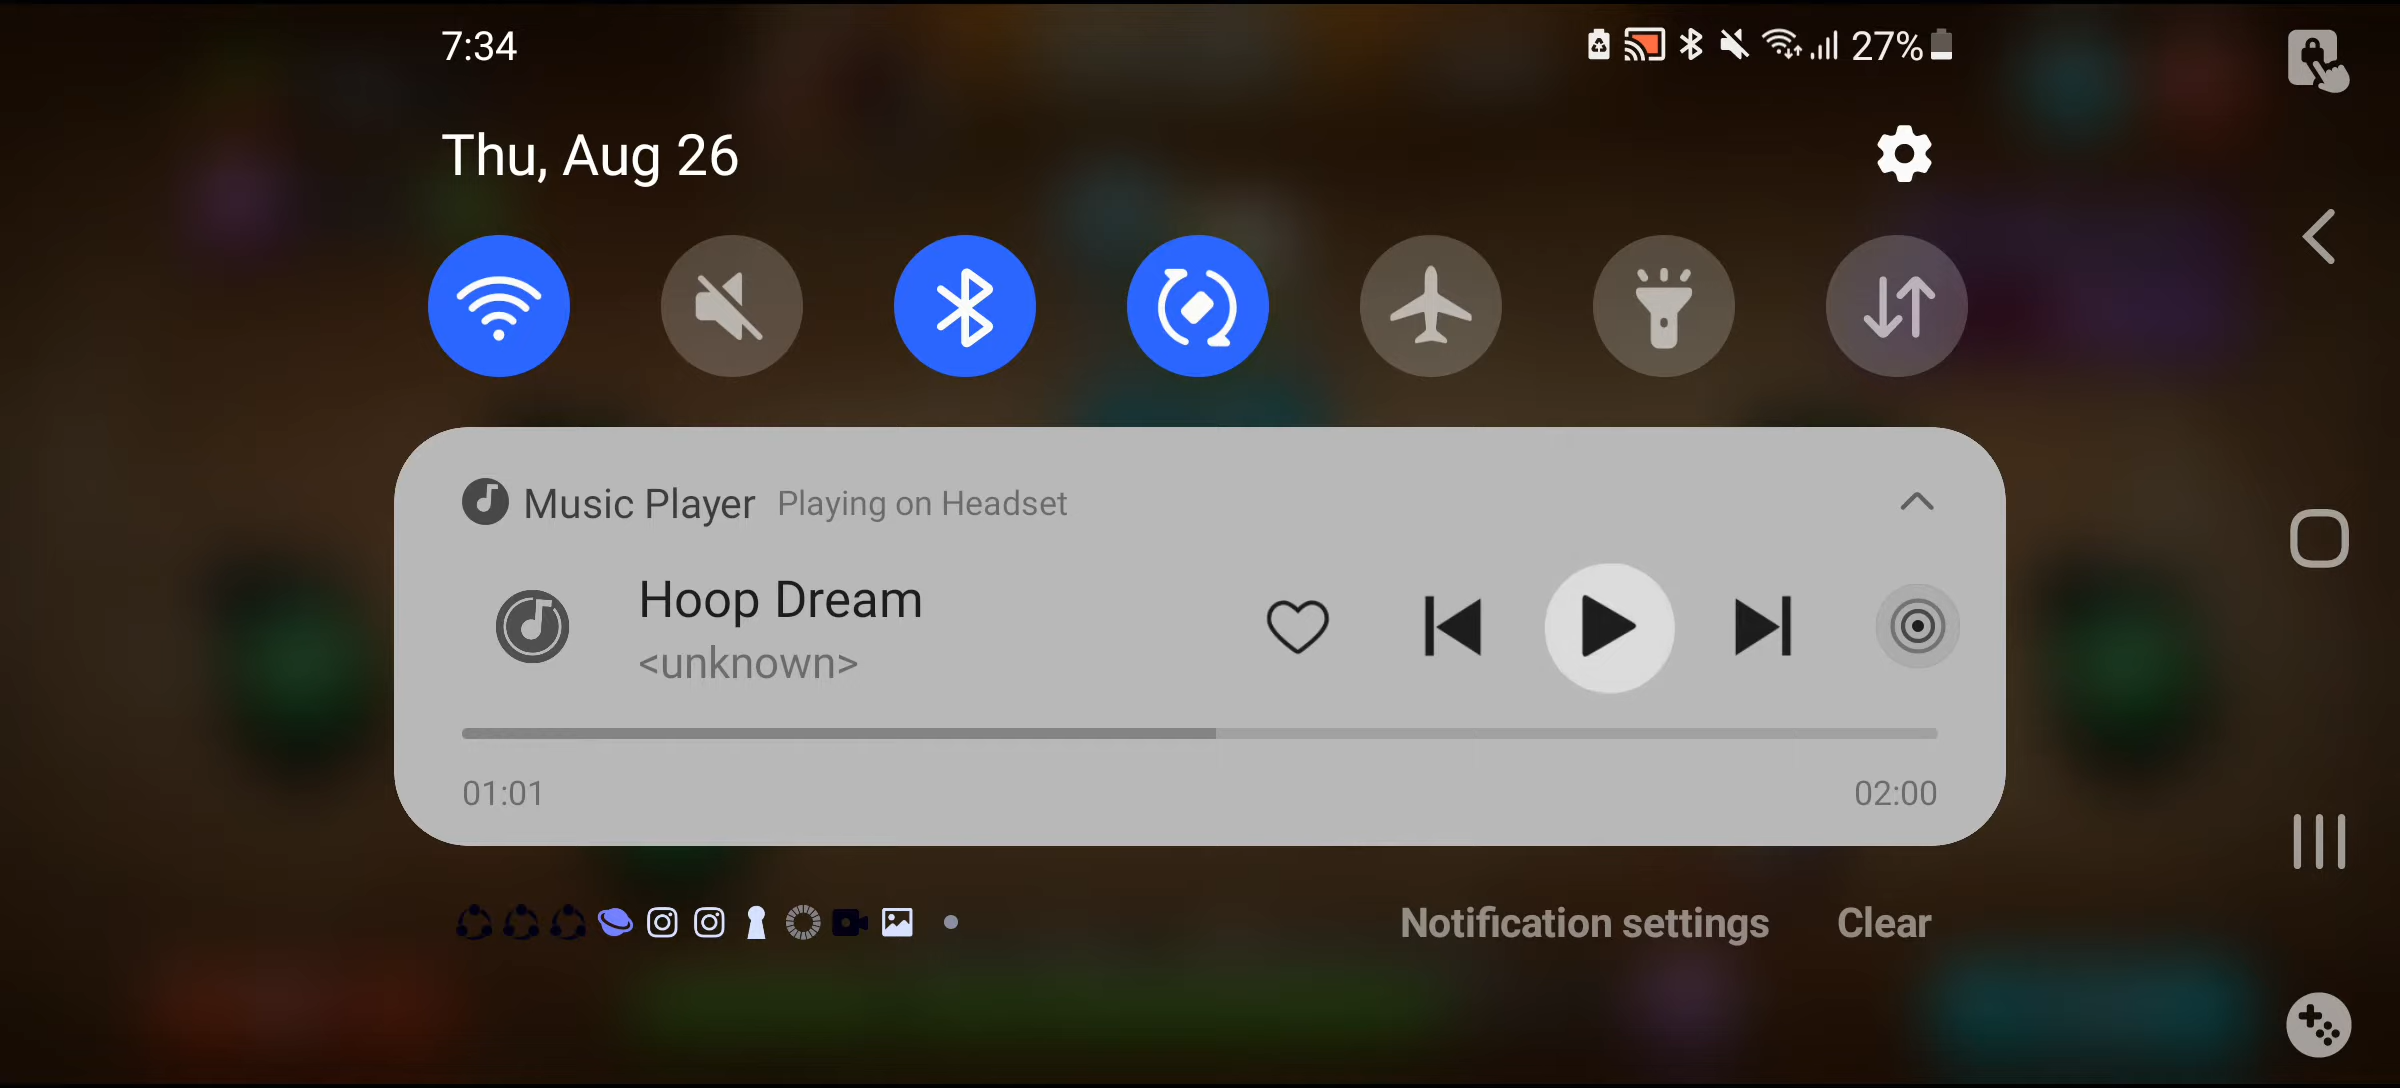 7:34
27%
Thu, Aug 26
Music Player Playing on Headset
Hoop Dream
<unknown>
01:01
02:00
Notification settings Clear